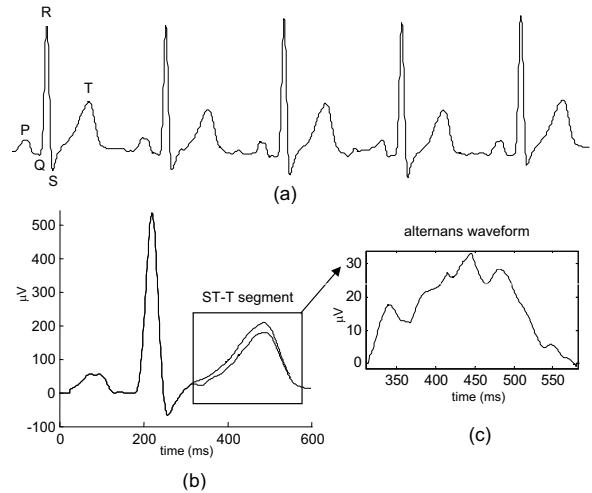 R
T
P
Q
S
(a)
500
400
300
200
100
0
-100
µV
ST-T segment
0
200
400
600
time (ms)
(b)
alternans waveform
30
20
10
0
µV
350
400
450
500
550
time (ms)
(c)